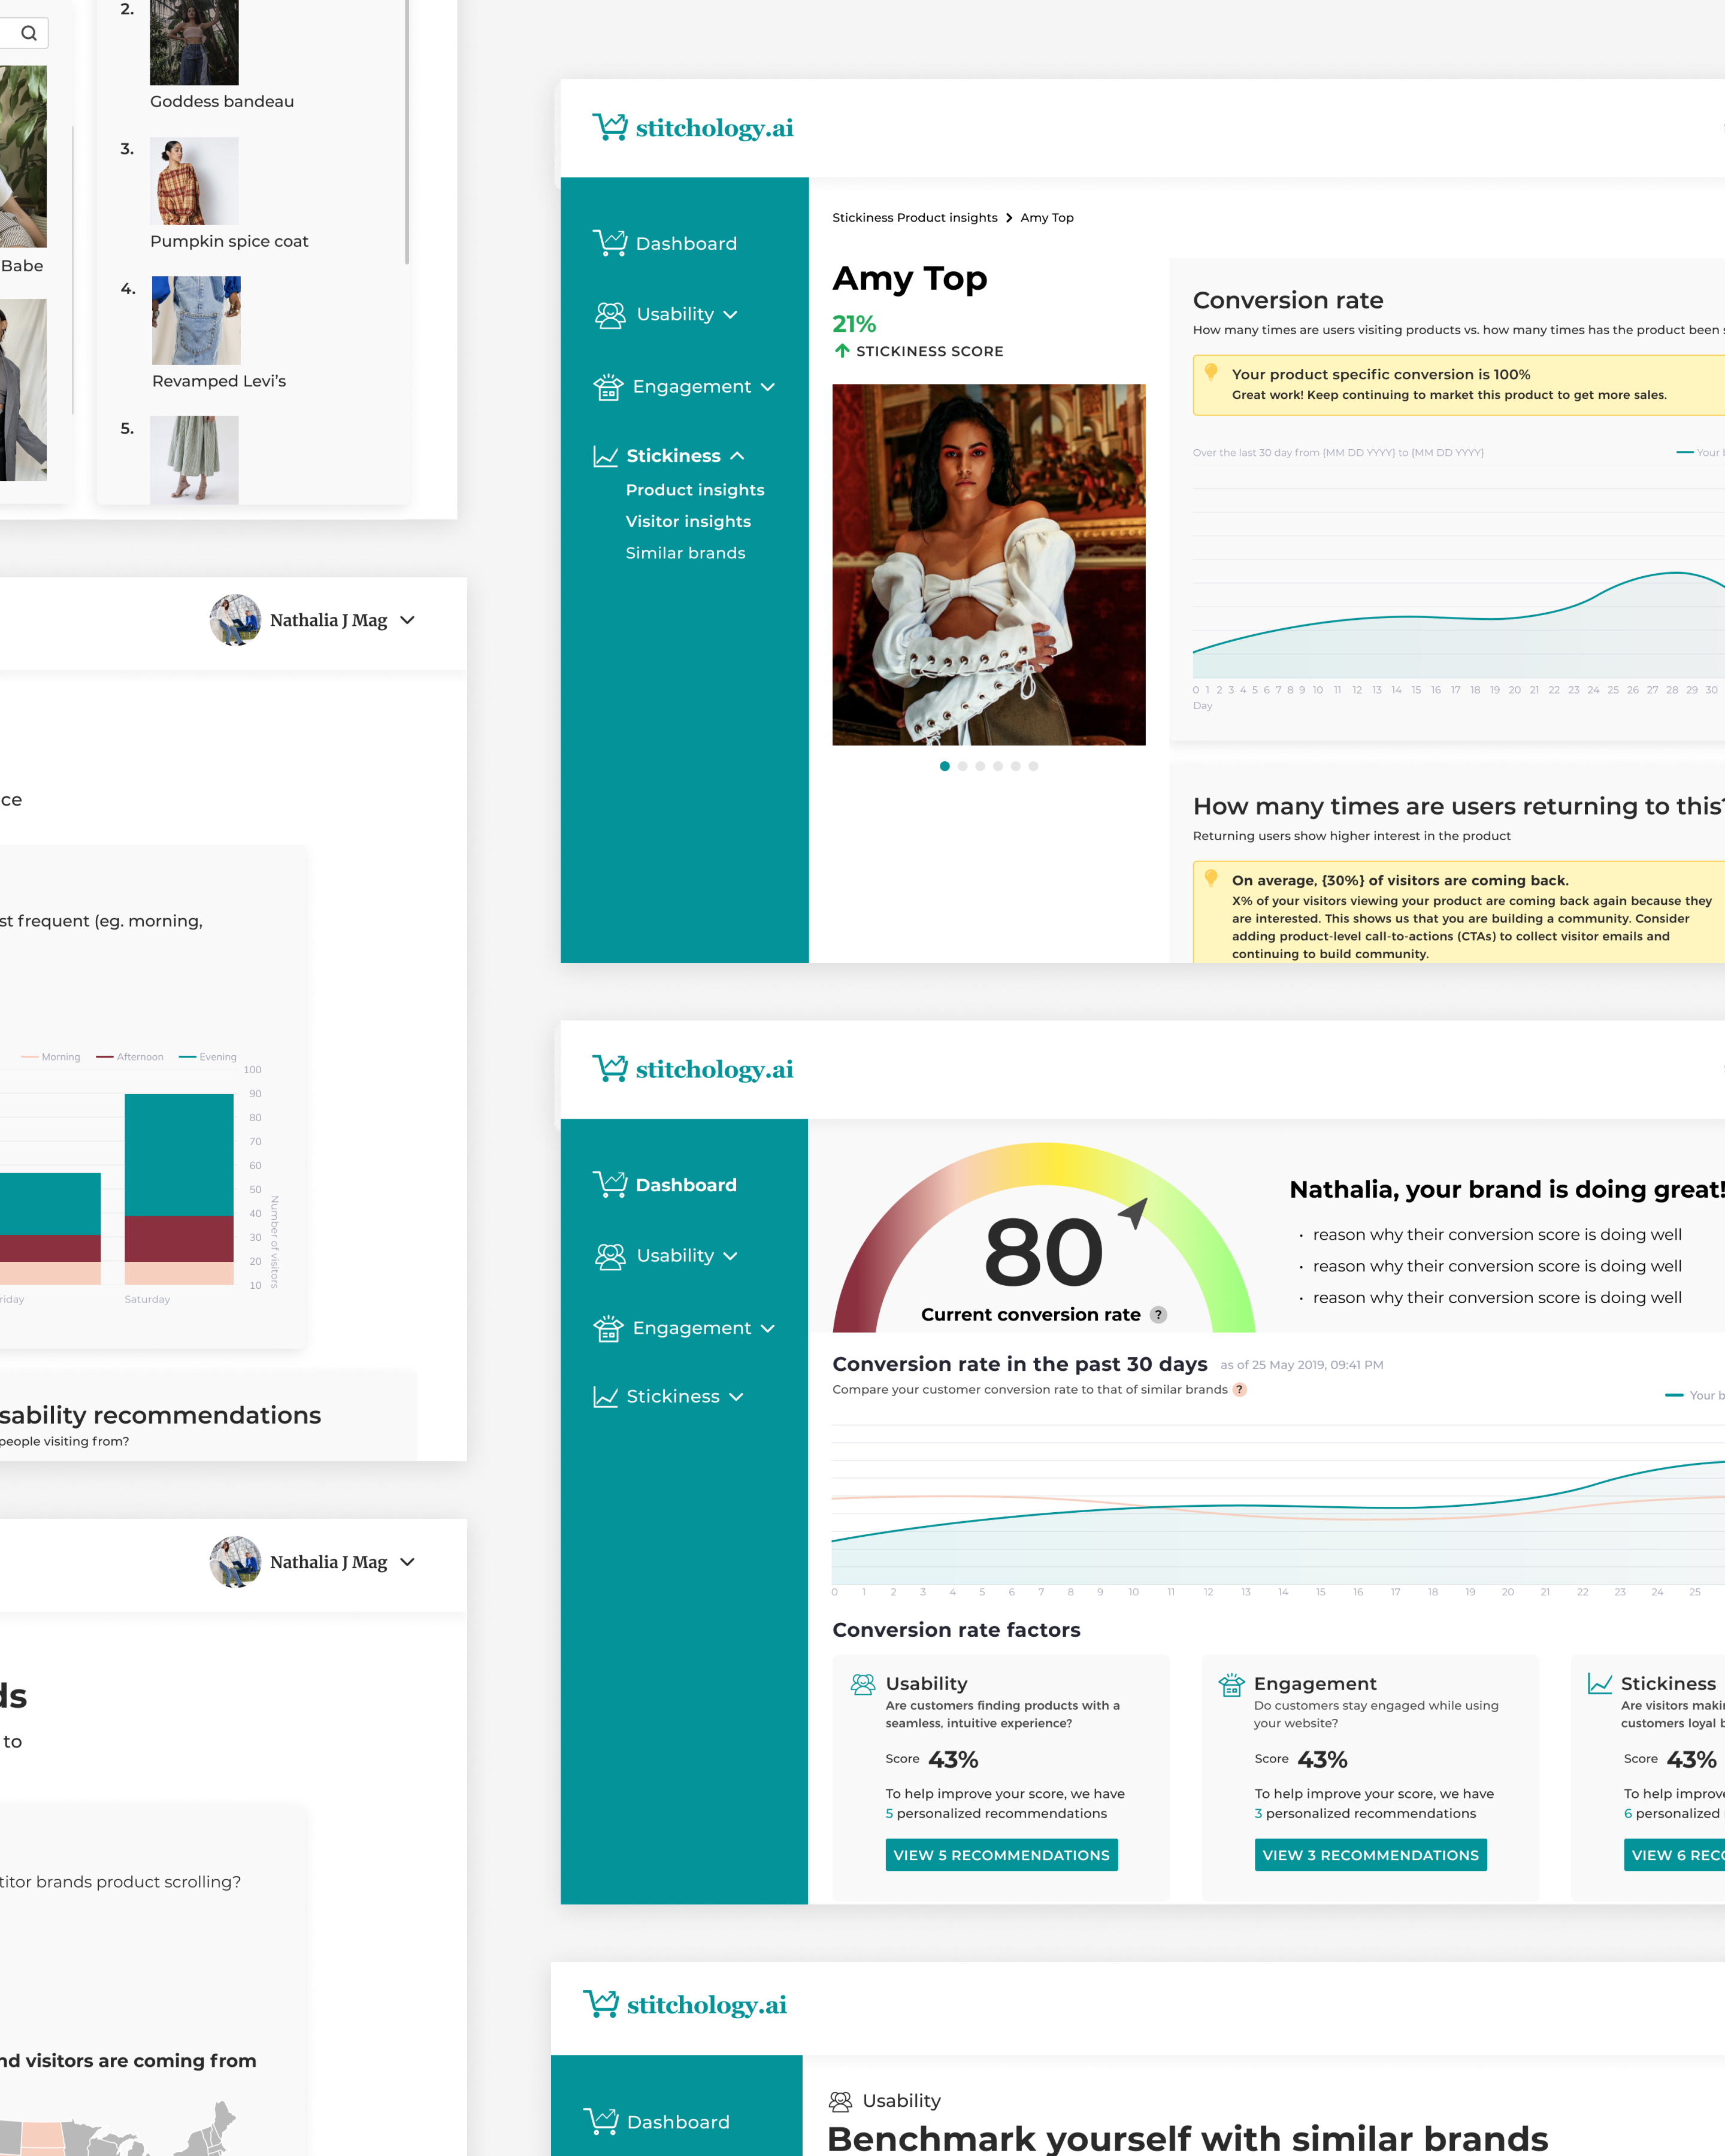 2.
Goddess bandeau
3.
Pumpkin spice coat
Babe
4.
Revamped Levi's
5.
Nathalia J Mag
ce
st frequent (eg. morning,
Morning
Afternoon
Evening
100
90
80
70
60
50
40
30
20
10
Number of visitors
riday
Saturday
sability recommendations
people visiting from?
Nathalia J Mag
ds
to
titor brands product scrolling?
nd visitors are coming from
stitchology.ai
Dashboard
Usability
Engagement
Stickiness
Product insights
Visitor insights
Similar brands
Stickiness Product insights > Amy Top
Amy Top
21%
STICKINESS SCORE
Conversion rate
How many times are users visiting products vs. how many times has the product been s
Your product specific conversion is 100%
Great work! Keep continuing to market this product to get more sales.
Over the last 30 day from {MM DD YYYY} to {MM DD YYYY}
Your b
0 1 2 3 4 5 6 7 8 9 10 11 12 13 14 15 16 17 18 19 20 21 22 23 24 25 26 27 28 29 30
Day
How many times are users returning to this?
Returning users show higher interest in the product
On average, {30%} of visitors are coming back.
X% of your visitors viewing your product are coming back again because they
are interested. This shows us that you are building a community. Consider
adding product-level call-to-actions (CTAs) to collect visitor emails and
continuing to build community.
stitchology.ai
Dashboard
Usability
Engagement
Stickiness
80
Current conversion rate ?
Nathalia, your brand is doing great!
· reason why their conversion score is doing well
· reason why their conversion score is doing well
· reason why their conversion score is doing well
Conversion rate in the past 30 days as of 25 May 2019, 09:41 PM
Compare your customer conversion rate to that of similar brands ?
Your b
0 1 2 3 4 5 6 7 8 9 10 11 12 13 14 15 16 17 18 19 20 21 22 23 24 25
Conversion rate factors
Usability
Are customers finding products with a
seamless, intuitive experience?
Score 43%
To help improve your score, we have
5 personalized recommendations
VIEW 5 RECOMMENDATIONS
Engagement
Do customers stay engaged while using
your website?
Score 43%
To help improve your score, we have
3 personalized recommendations
VIEW 3 RECOMMENDATIONS
Stickiness
Are visitors makin
customers loyal b
Score 43%
To help improve
6 personalized
VIEW 6 RECO
stitchology.ai
Dashboard
Usability
Benchmark yourself with similar brands